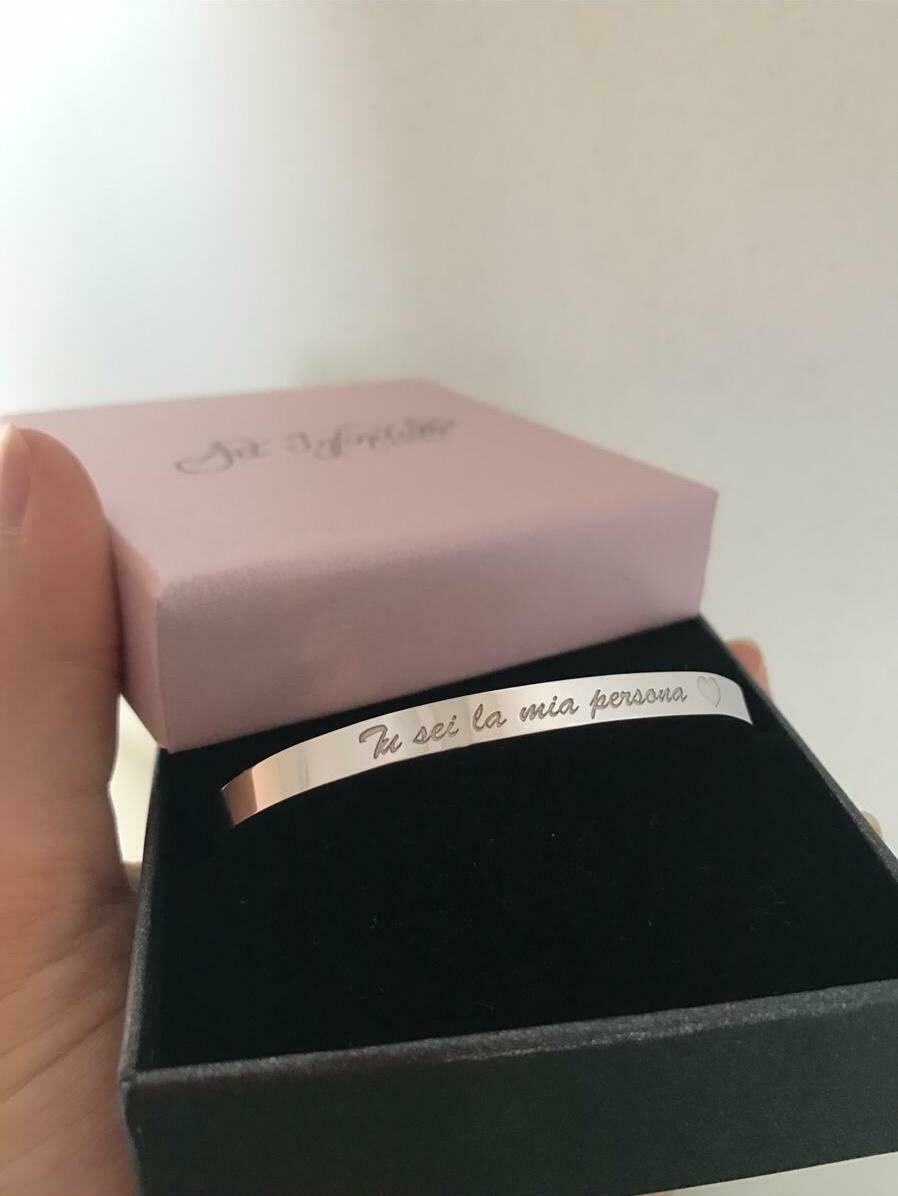 Tu sei la mia persona ♡